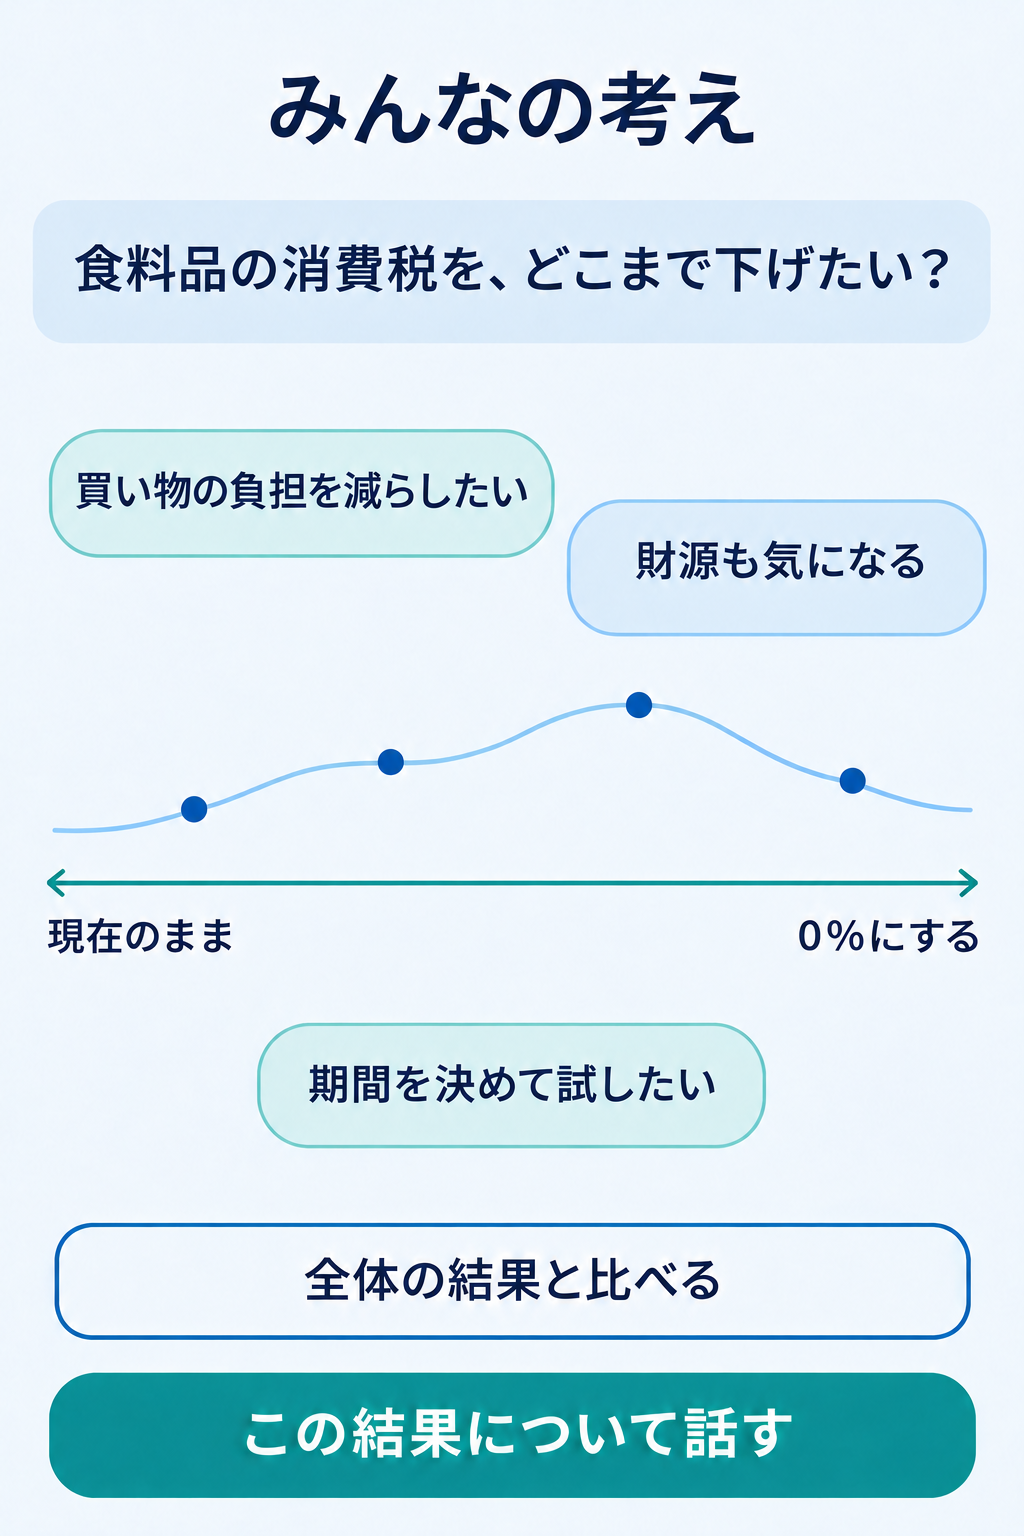 みんなの考え
食料品の消費税を、どこまで下げたい？
買い物の負担を減らしたい
財源も気になる
現在のまま
0%にする
期間を決めて試したい
全体の結果と比べる
この結果について話す